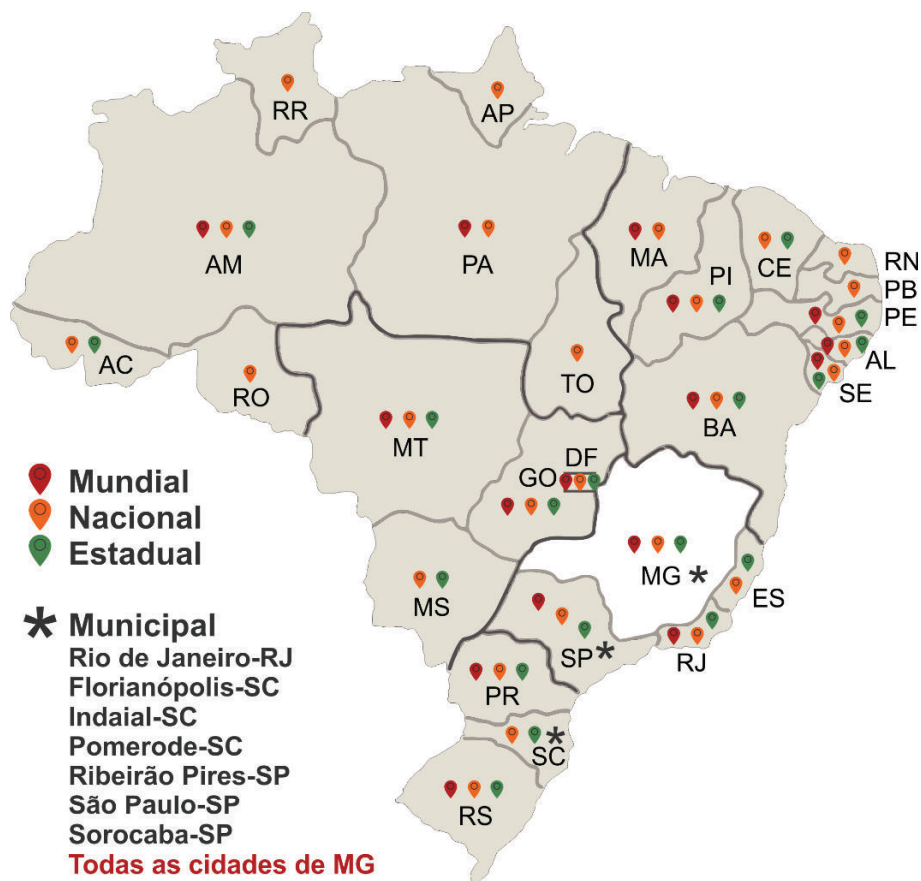 RR
AP
AM
PA
MA
PI
CE
RN
PB
PE
AL
SE
AC
RO
TO
BA
MT
GO
DF
MG *
ES
MS
SP *
RJ
PR
SC *
RS
Mundial
Nacional
Estadual
* Municipal
Rio de Janeiro-RJ
Florianópolis-SC
Indaial-SC
Pomerode-SC
Ribeirão Pires-SP
São Paulo-SP
Sorocaba-SP
Todas as cidades de MG